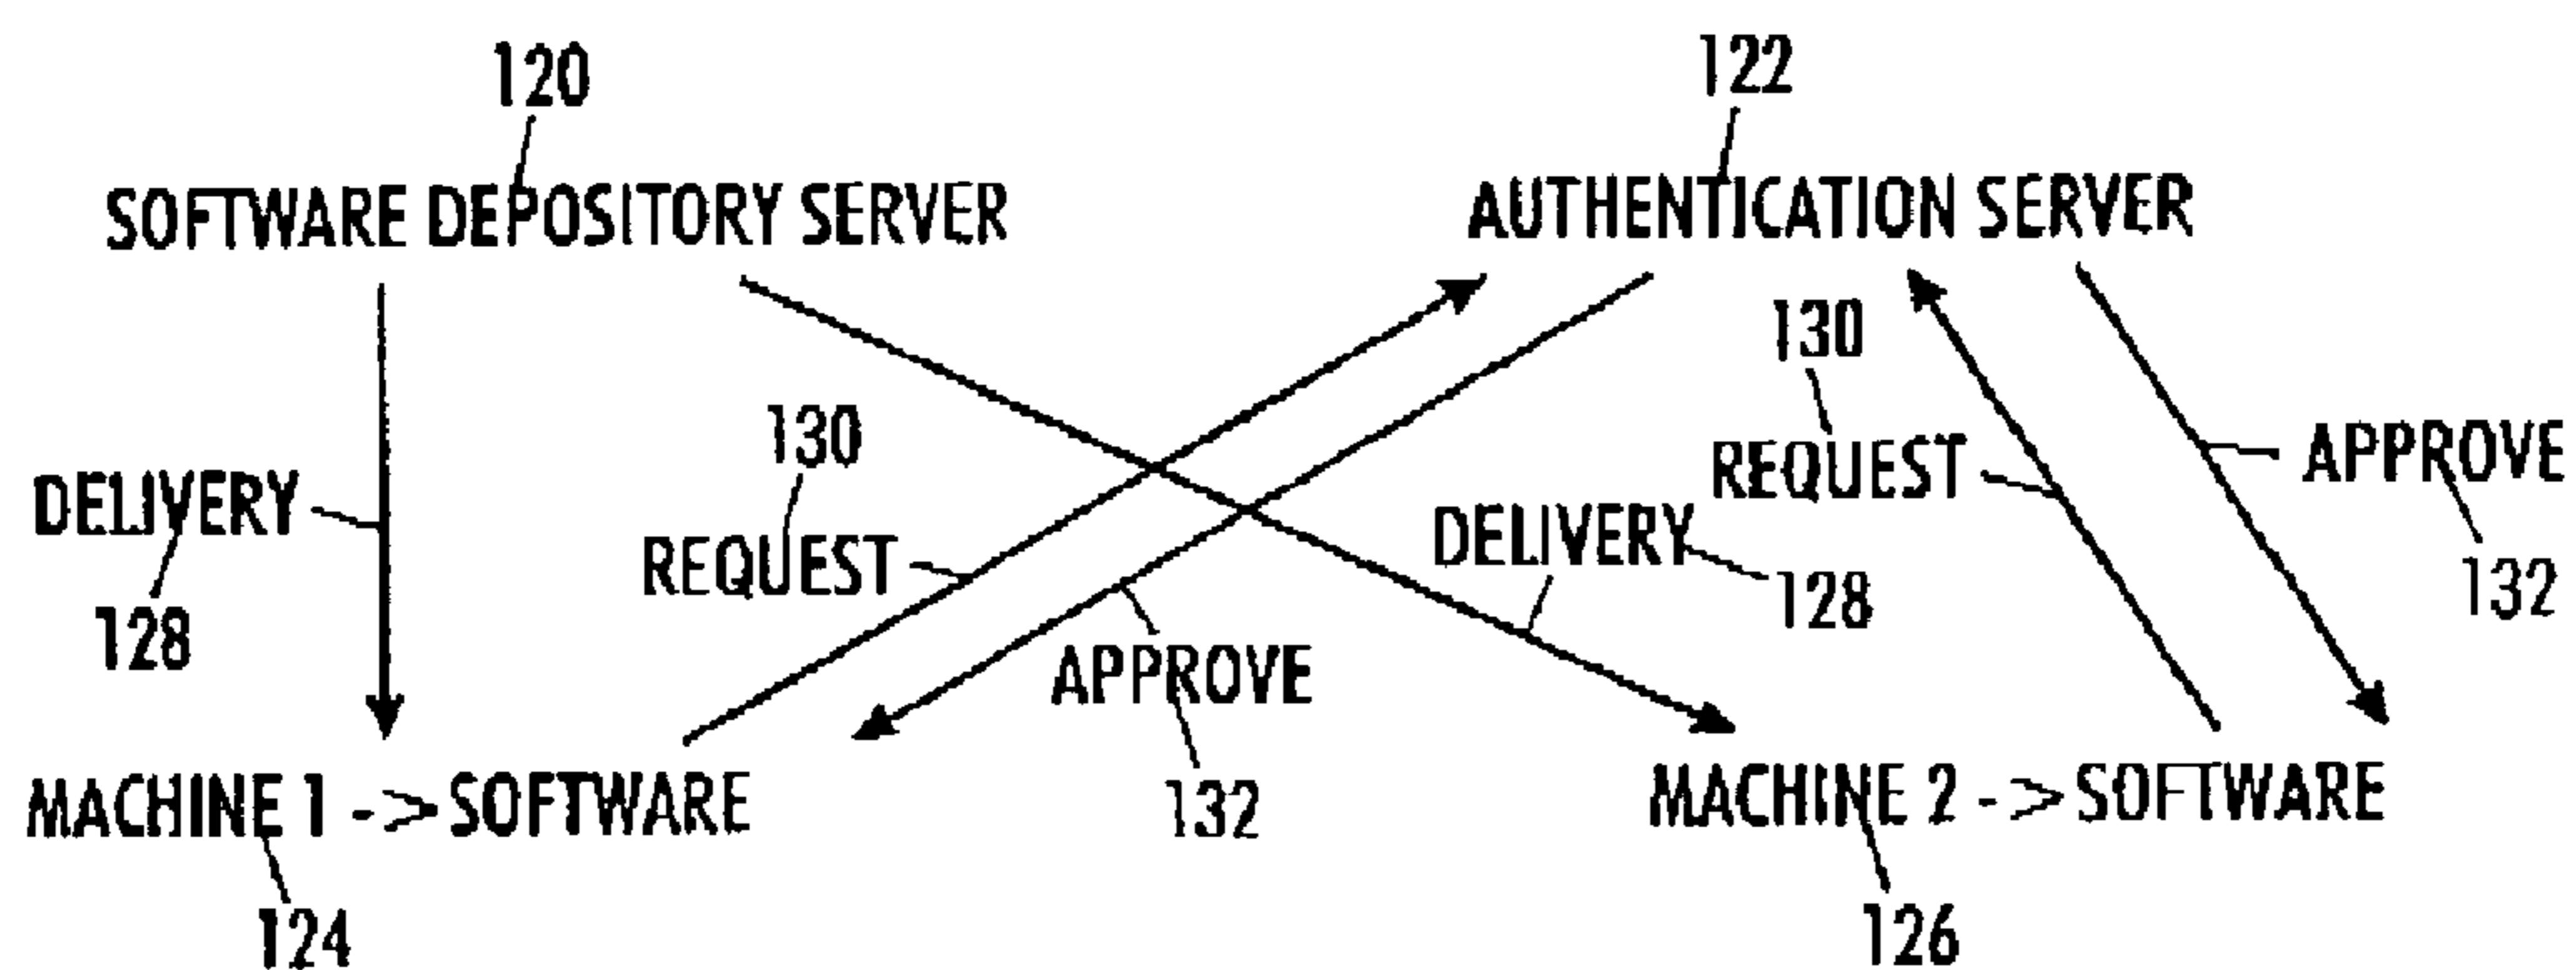 120
122
SOFTWARE DEPOSITORY SERVER
AUTHENTICATION SERVER
130
130
REQUEST
APPROVE
DELIVERY
DELIVERY
REQUEST
132
128
128
APPROVE
132
MACHINE 1 -> SOFTWARE
MACHINE 2 -> SOFTWARE
124
126